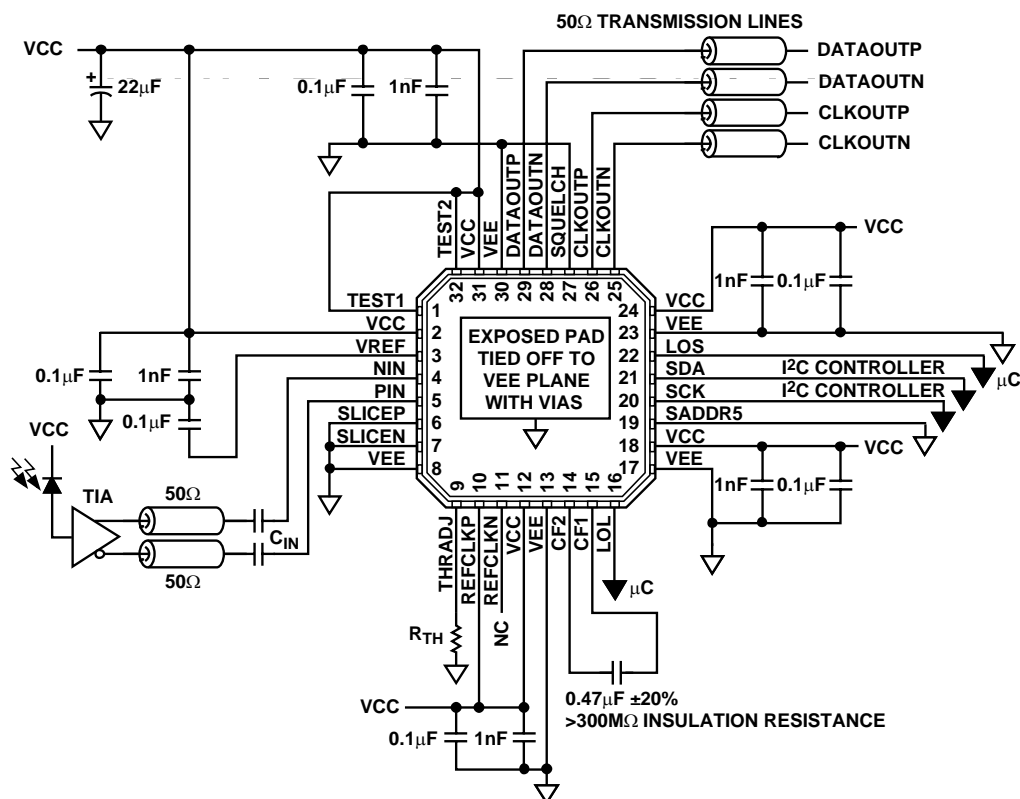 50Ω TRANSMISSION LINES
VCC
DATAOUTP
DATAOUTN
CLKOUTP
CLKOUTN
+
22μF
0.1μF
1nF
TEST2
VCC
VEE
DATAOUTP
DATAOUTN
SQUELCH
CLKOUTP
CLKOUTN
32
31
30
29
28
27
26
25
TEST1
VCC
VREF
NIN
PIN
SLICEP
SLICEN
VEE
1
2
3
4
5
6
7
8
EXPOSED PAD
TIED OFF TO
VEE PLANE
WITH VIAS
24
23
22
21
20
19
18
17
VCC
VEE
LOS
SDA
SCK
SADDR5
VCC
VEE
VCC
1nF
0.1μF
I²C CONTROLLER
I²C CONTROLLER
μC
VCC
1nF
0.1μF
0.1μF
1nF
0.1μF
VCC
TIA
50Ω
50Ω
CIN
9
10
11
12
13
14
15
16
THRADJ
REFCLKP
REFCLKN
VCC
VEE
CF2
CF1
LOL
RTH
NC
μC
VCC
0.1μF
1nF
0.47μF ±20%
>300MΩ INSULATION RESISTANCE